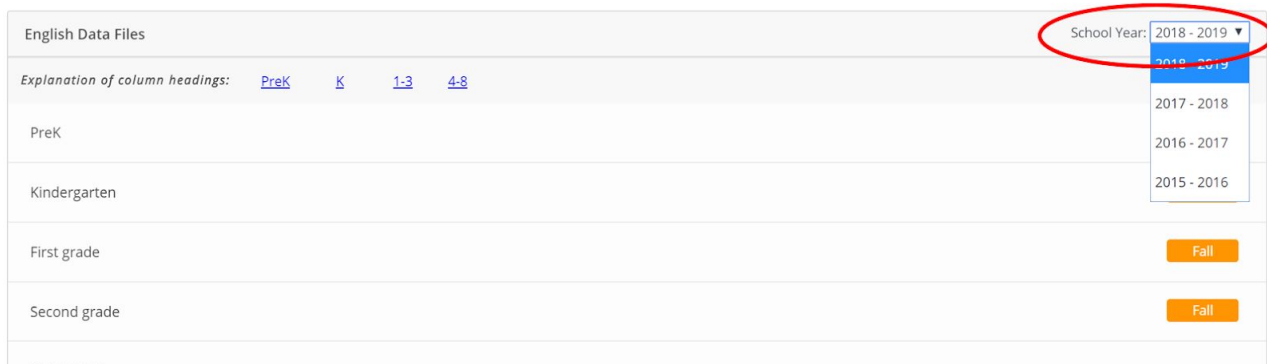 English Data Files
School Year: 2018 - 2019
2018 - 2019
Explanation of column headings: PreK K 1-3 4-8
2017 - 2018
PreK
2016 - 2017
Kindergarten
2015 - 2016
First grade
Fall
Second grade
Fall